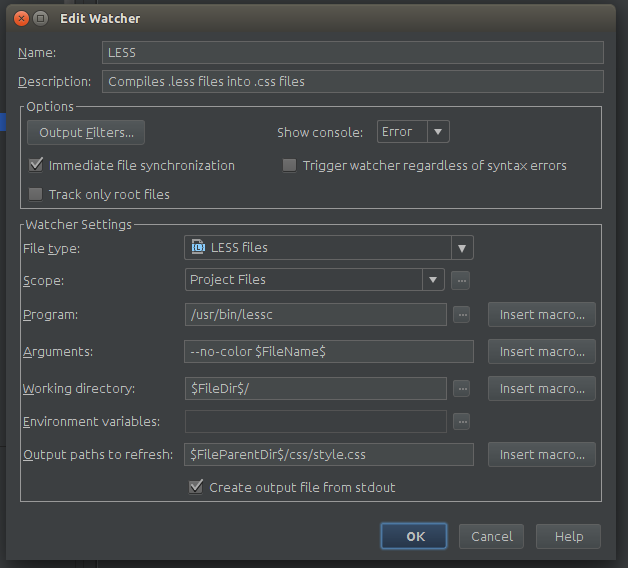 Edit Watcher
Name: LESS
Description: Compiles .less files into .css files
Options
Output Filters... Show console: Error
Immediate file synchronization Trigger watcher regardless of syntax errors
Track only root files
Watcher Settings
File type: LESS files
Scope: Project Files ...
Program: /usr/bin/lessc ... Insert macro...
Arguments: --no-color $FileName$ Insert macro...
Working directory: $FileDir$/ ... Insert macro...
Environment variables: ...
Output paths to refresh: $FileParentDir$/css/style.css Insert macro...
Create output file from stdout
OK Cancel Help